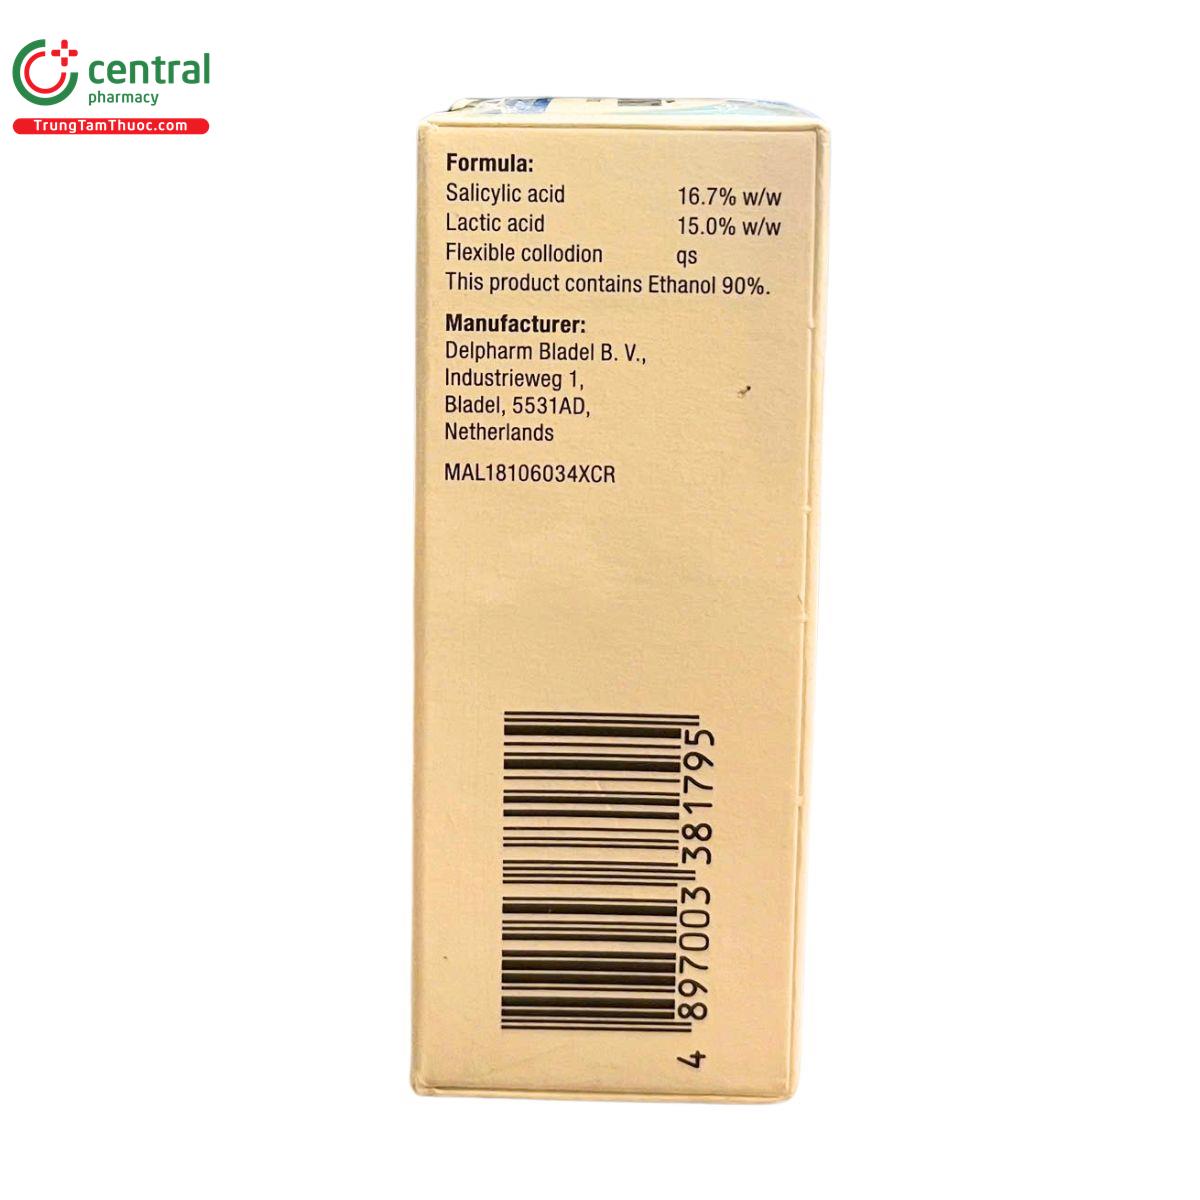 central
pharmacy
TrungTamThuoc.com
Formula:
Salicylic acid 16.7% w/w
Lactic acid 15.0% w/w
Flexible collodion qs
This product contains Ethanol 90%.
Manufacturer:
Delpharm Bladel B. V.,
Industrieweg 1,
Bladel, 5531AD,
Netherlands
MAL18106034XCR
4 897003 381795